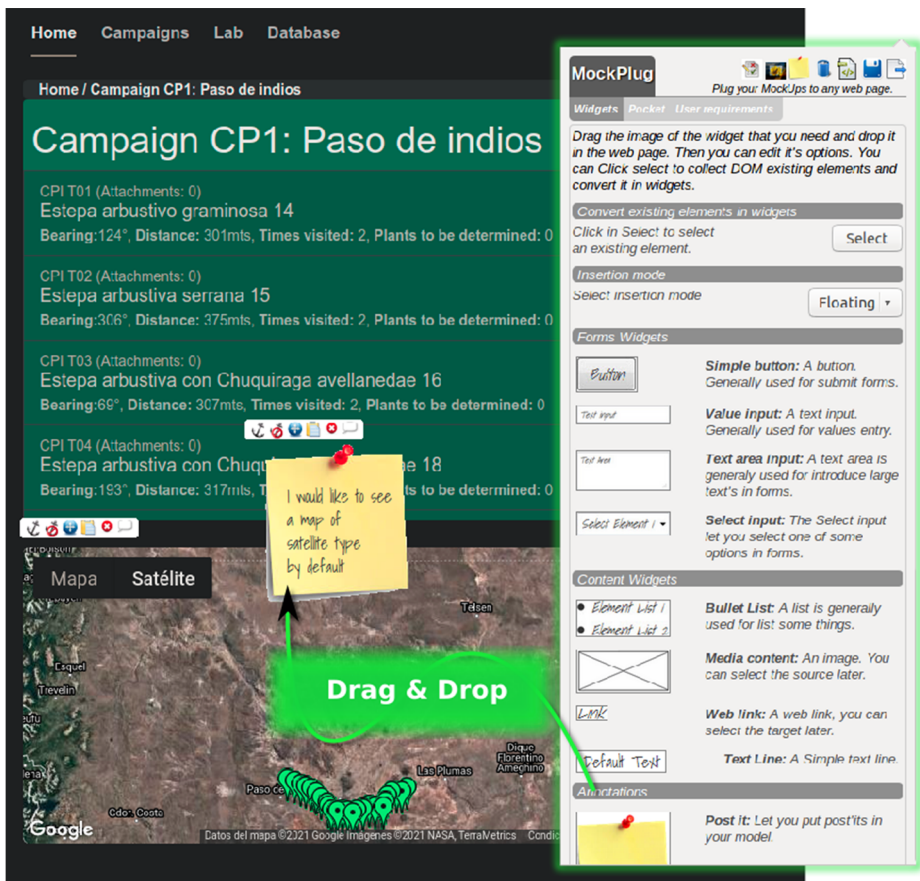 Home Campaigns Lab Database
Home / Campaign CP1: Paso de indios
Campaign CP1: Paso de indios
CPI T01 (Attachments: 0)
Estepa arbustivo graminosa 14
Bearing:124°, Distance: 301mts, Times visited: 2, Plants to be determined: 0
CPI T02 (Attachments: 0)
Estepa arbustiva serrana 15
Bearing:306°, Distance: 375mts, Times visited: 2, Plants to be determined: 0
CPI T03 (Attachments: 0)
Estepa arbustiva con Chuquiraga avellanedae 16
Bearing:69°, Distance: 307mts, Times visited: 2, Plants to be determined: 0
CPI T04 (Attachments: 0)
Estepa arbustiva con Chuqu ae 18
Bearing:193°, Distance: 317mts, T ts to be determined: 0
I would like to see
a map of
satellite type
by default
Mapa Satélite
Telsen
Esquel
Trevelin
Drag & Drop
Dique
Florentino
Ameghino
Las Plumas
Paso de
Google
Datos del mapa ©2021 Google Imágenes ©2021 NASA, TerraMetrics Condic
MockPlug
Plug your MockUps to any web page.
Widgets Pocket User requirements
Drag the image of the widget that you need and drop it
in the web page. Then you can edit it's options. You
can Click select to collect DOM existing elements and
convert it in widgets.
Convert existing elements in widgets
Click in Select to select
an existing element.
Select
Insertion mode
Select insertion mode
Floating
Forms Widgets
Button
Simple button: A button.
Generally used for submit forms.
Text input
Value input: A text input.
Generally used for values entry.
Text Area
Text area input: A text area is
generaly used for introduce large
text's in forms.
Select Element 1
Select input: The Select input
let you select one of some
options in forms.
Content Widgets
Element List 1
Element List 2
Bullet List: A list is generally
used for list some things.
Media content: An image. You
can select the source later.
Link
Web link: A web link, you can
select the target later.
Default Text
Text Line: A Simple text line.
Annotations
Post it: Let you put post'its in
your model.